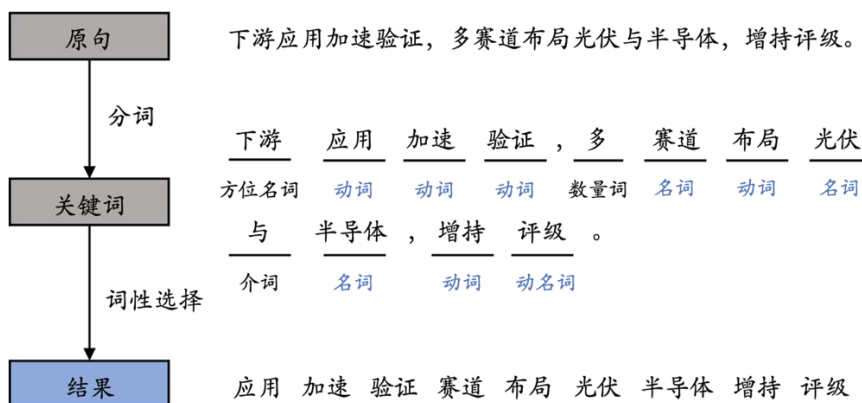 原句
下游应用加速验证，多赛道布局光伏与半导体，增持评级。
分词
下游 应用 加速 验证 ， 多 赛道 布局 光伏
方位名词 动词 动词 动词 数量词 名词 动词 名词
关键词
与 半导体 ， 增持 评级 。
介词 名词 动词 动名词
词性选择
结果
应用 加速 验证 赛道 布局 光伏 半导体 增持 评级